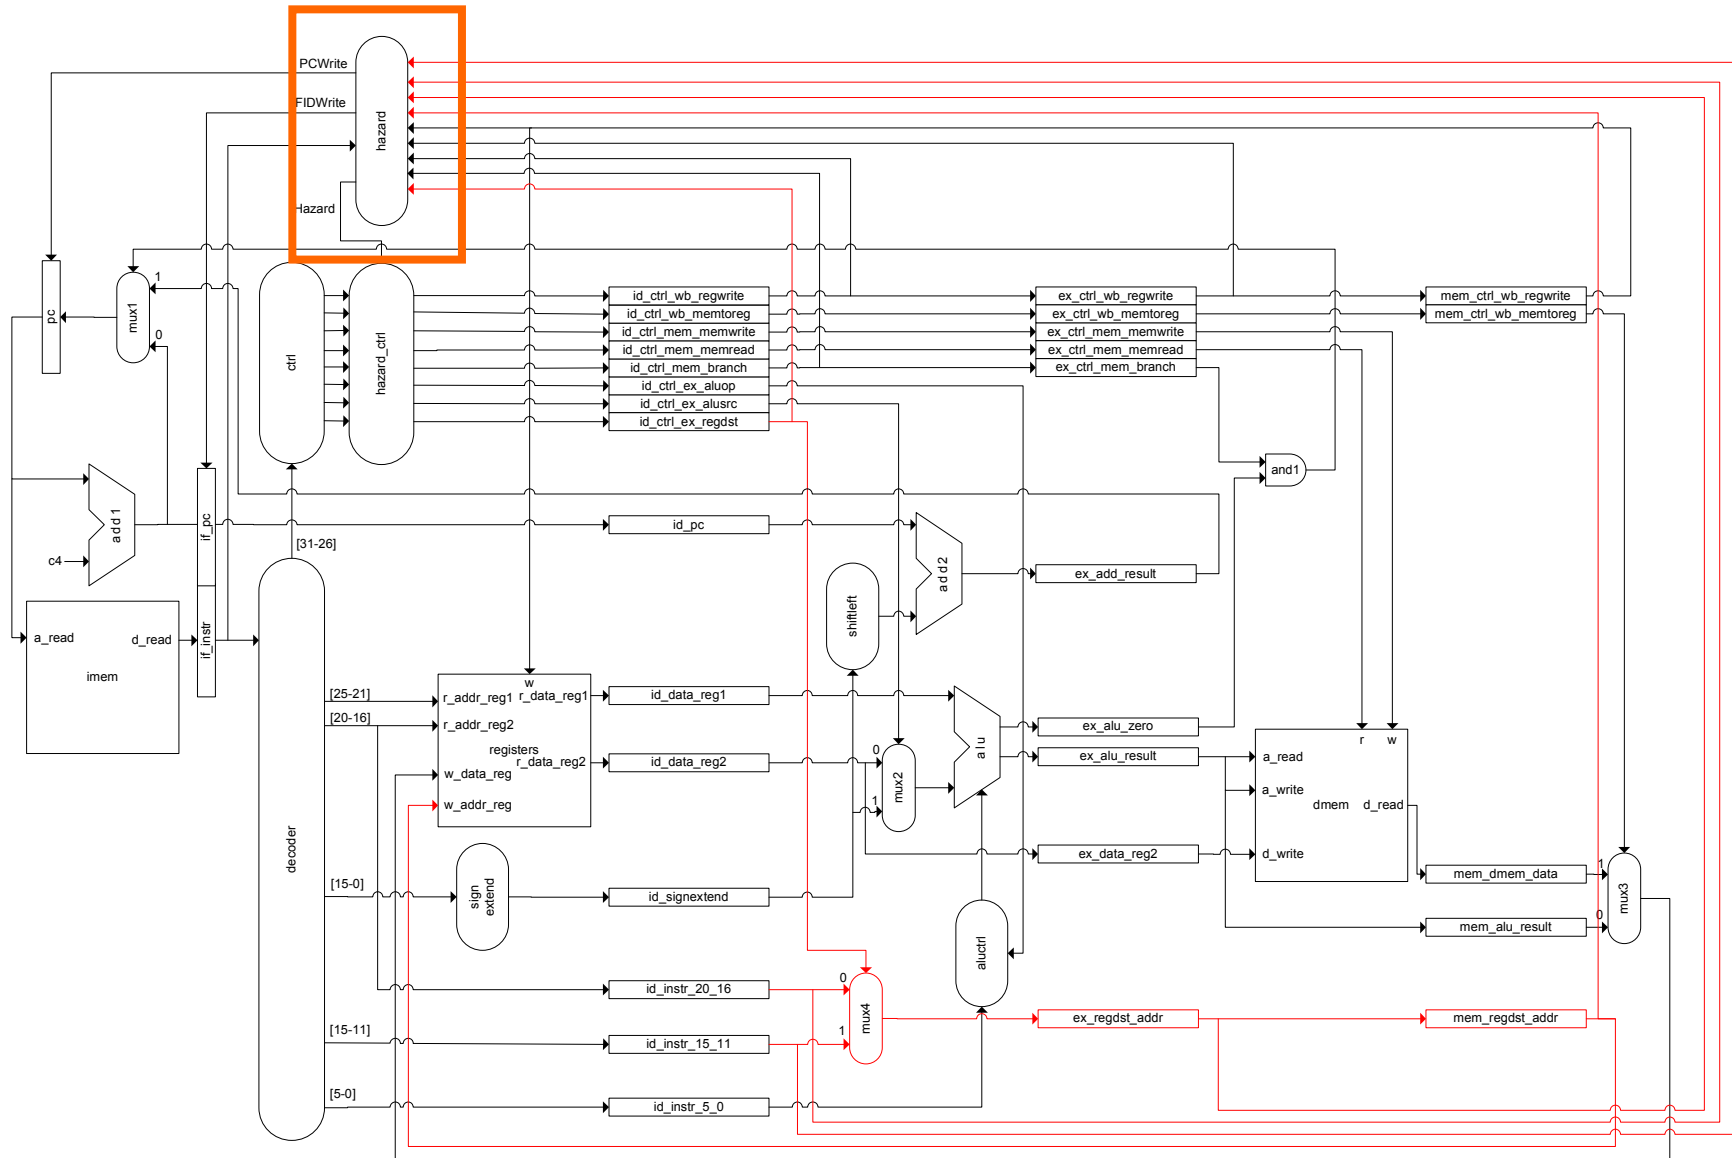 PCWrite
FIDWrite
hazard
Hazard
pc
mux1
1
0
ctrl
hazard_ctrl
id_ctrl_wb_regwrite
id_ctrl_wb_memtoreg
id_ctrl_mem_memwrite
id_ctrl_mem_memread
id_ctrl_mem_branch
id_ctrl_ex_aluop
id_ctrl_ex_alusrc
id_ctrl_ex_regdst
ex_ctrl_wb_regwrite
ex_ctrl_wb_memtoreg
ex_ctrl_mem_memwrite
ex_ctrl_mem_memread
ex_ctrl_mem_branch
mem_ctrl_wb_regwrite
mem_ctrl_wb_memtoreg
and1
add1
c4
if_pc
if_instr
[31-26]
id_pc
add2
ex_add_result
shiftleft
a_read
d_read
imem
decoder
[25-21]
[20-16]
[15-0]
[15-11]
[5-0]
w
r_addr_reg1
r_data_reg1
r_addr_reg2
registers
r_data_reg2
w_data_reg
w_addr_reg
id_data_reg1
id_data_reg2
0
1
mux2
alu
ex_alu_zero
ex_alu_result
ex_data_reg2
r
w
a_read
a_write
dmem
d_read
d_write
mem_dmem_data
mem_alu_result
1
0
mux3
sign
extend
id_signextend
aluctrl
id_instr_20_16
id_instr_15_11
id_instr_5_0
0
1
mux4
ex_regdst_addr
mem_regdst_addr